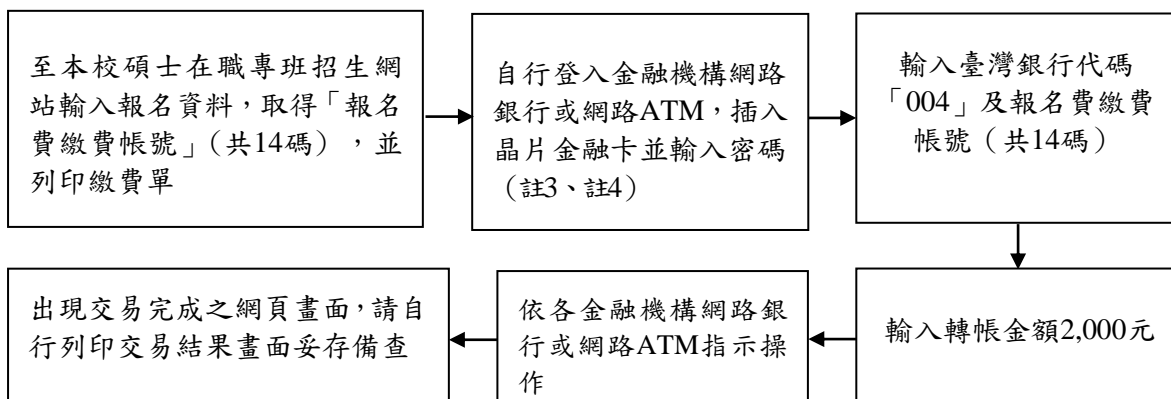 至本校碩士在職專班招生網
站輸入報名資料，取得「報名
費繳費帳號」（共14碼），並
列印繳費單
自行登入金融機構網路
銀行或網路ATM，插入
晶片金融卡並輸入密碼
（註3、註4）
輸入臺灣銀行代碼
「004」及報名費繳費
帳號（共14碼）
輸入轉帳金額2,000元
依各金融機構網路銀
行或網路ATM指示操
作
出現交易完成之網頁畫面，請自
行列印交易結果畫面妥存備查